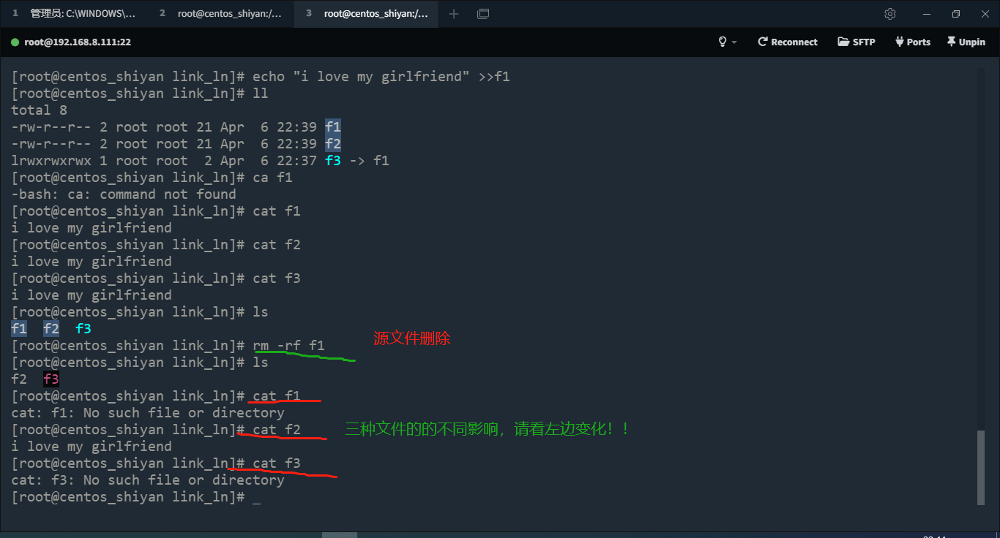 1 管理员: C:\WINDOWS\... 2 root@centos_shiyan:/... 3 root@centos_shiyan:/...
root@192.168.8.111:22 Reconnect SFTP Ports Unpin
[root@centos_shiyan link_ln]# echo "i love my girlfriend" >>f1
[root@centos_shiyan link_ln]# ll
total 8
-rw-r--r-- 2 root root 21 Apr  6 22:39 f1
-rw-r--r-- 2 root root 21 Apr  6 22:39 f2
lrwxrwxrwx 1 root root  2 Apr  6 22:37 f3 -> f1
[root@centos_shiyan link_ln]# ca f1
-bash: ca: command not found
[root@centos_shiyan link_ln]# cat f1
i love my girlfriend
[root@centos_shiyan link_ln]# cat f2
i love my girlfriend
[root@centos_shiyan link_ln]# cat f3
i love my girlfriend
[root@centos_shiyan link_ln]# ls
f1  f2  f3
[root@centos_shiyan link_ln]# rm -rf f1 源文件删除
[root@centos_shiyan link_ln]# ls
f2  f3
[root@centos_shiyan link_ln]# cat f1
cat: f1: No such file or directory
[root@centos_shiyan link_ln]# cat f2 三种文件的的不同影响，请看左边变化！！
i love my girlfriend
[root@centos_shiyan link_ln]# cat f3
cat: f3: No such file or directory
[root@centos_shiyan link_ln]# _